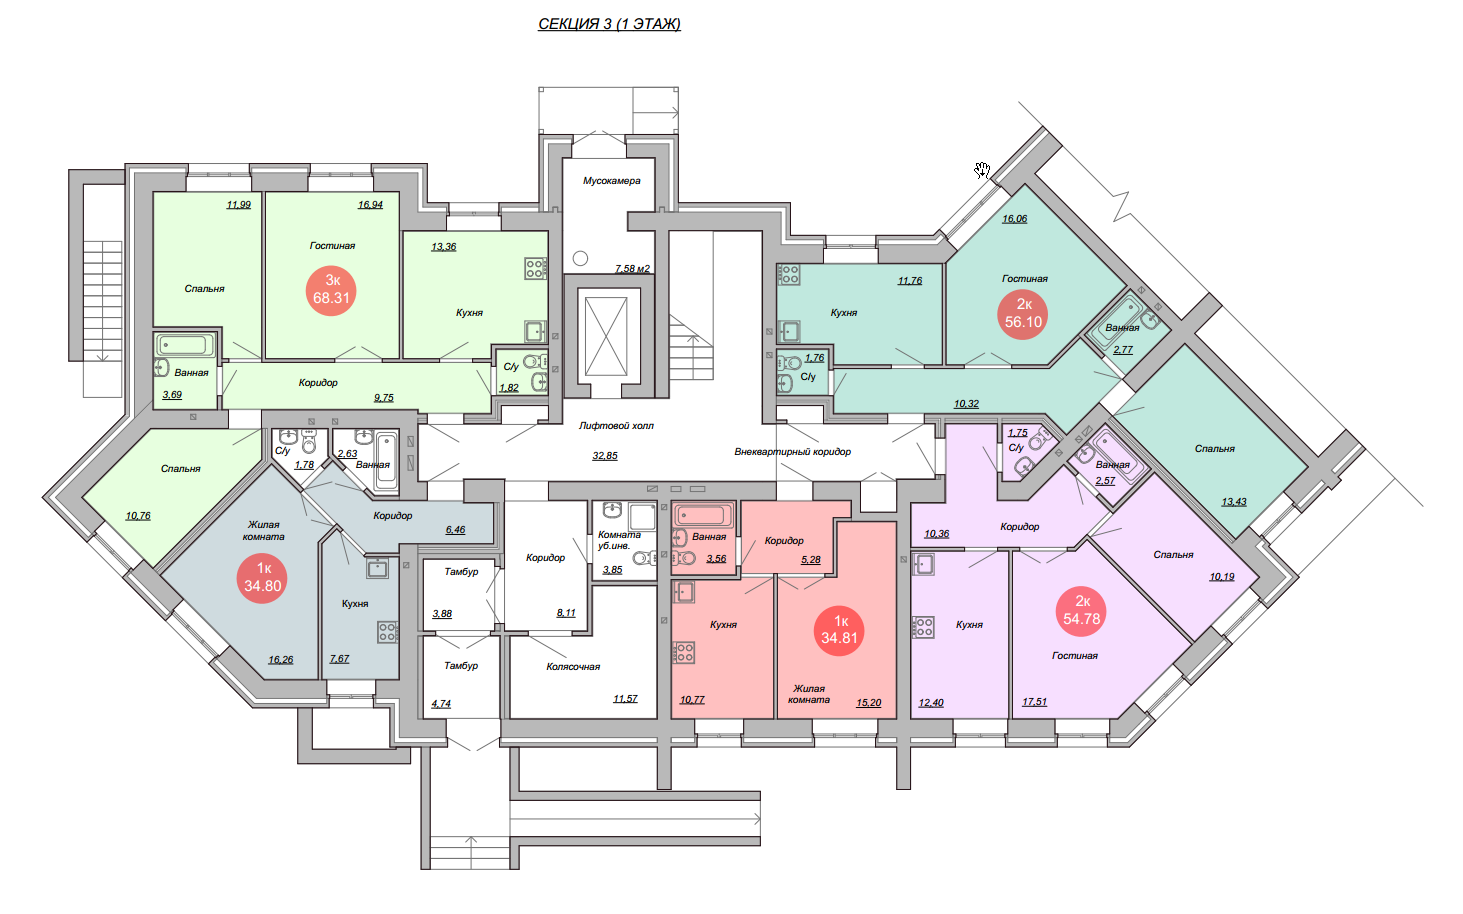 СЕКЦИЯ 3 (1 ЭТАЖ)
Мусокамера
7,58 м2
11,99
Спальня
16,94
Гостиная
3к
68.31
13,36
Кухня
С/у
1,82
Ванная
3,69
Коридор
9,75
Спальня
10,76
С/у
1,78
2,63
Ванная
Коридор
6,46
Жилая
комната
1к
34.80
16,26
Кухня
7,67
Лифтовой холл
32,85
Внеквартирный коридор
Тамбур
3,88
Тамбур
4,74
Коридор
8,11
Комната
уб.инв.
3,85
Колясочная
11,57
Ванная
3,56
Коридор
5,28
Кухня
10,77
1к
34.81
Жилая
комната
15,20
11,76
Кухня
1,76
С/у
16,06
Гостиная
2к
56.10
Ванная
2,77
10,32
Спальня
13,43
1,75
С/у
Ванная
2,57
10,36
Коридор
Спальня
10,19
Кухня
12,40
2к
54.78
Гостиная
17,51